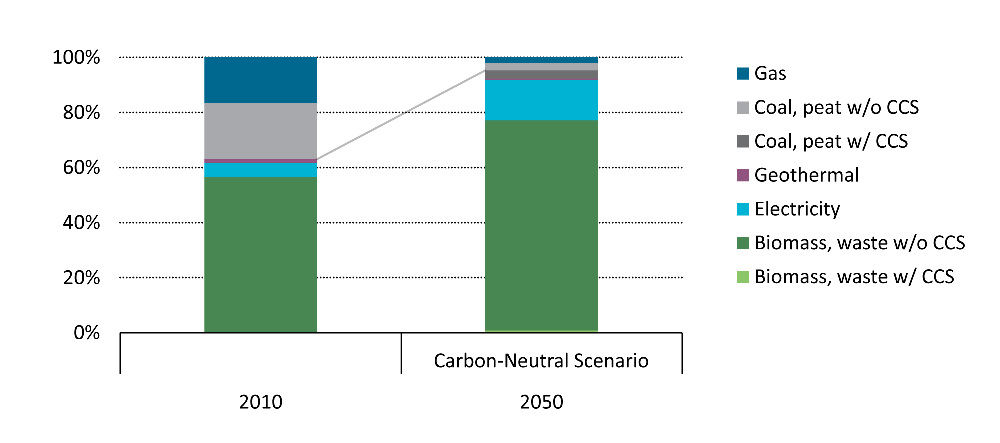 100%
80%
60%
40%
20%
0%
Carbon-Neutral Scenario
2010
2050
Gas
Coal, peat w/o CCS
Coal, peat w/ CCS
Geothermal
Electricity
Biomass, waste w/o CCS
Biomass, waste w/ CCS